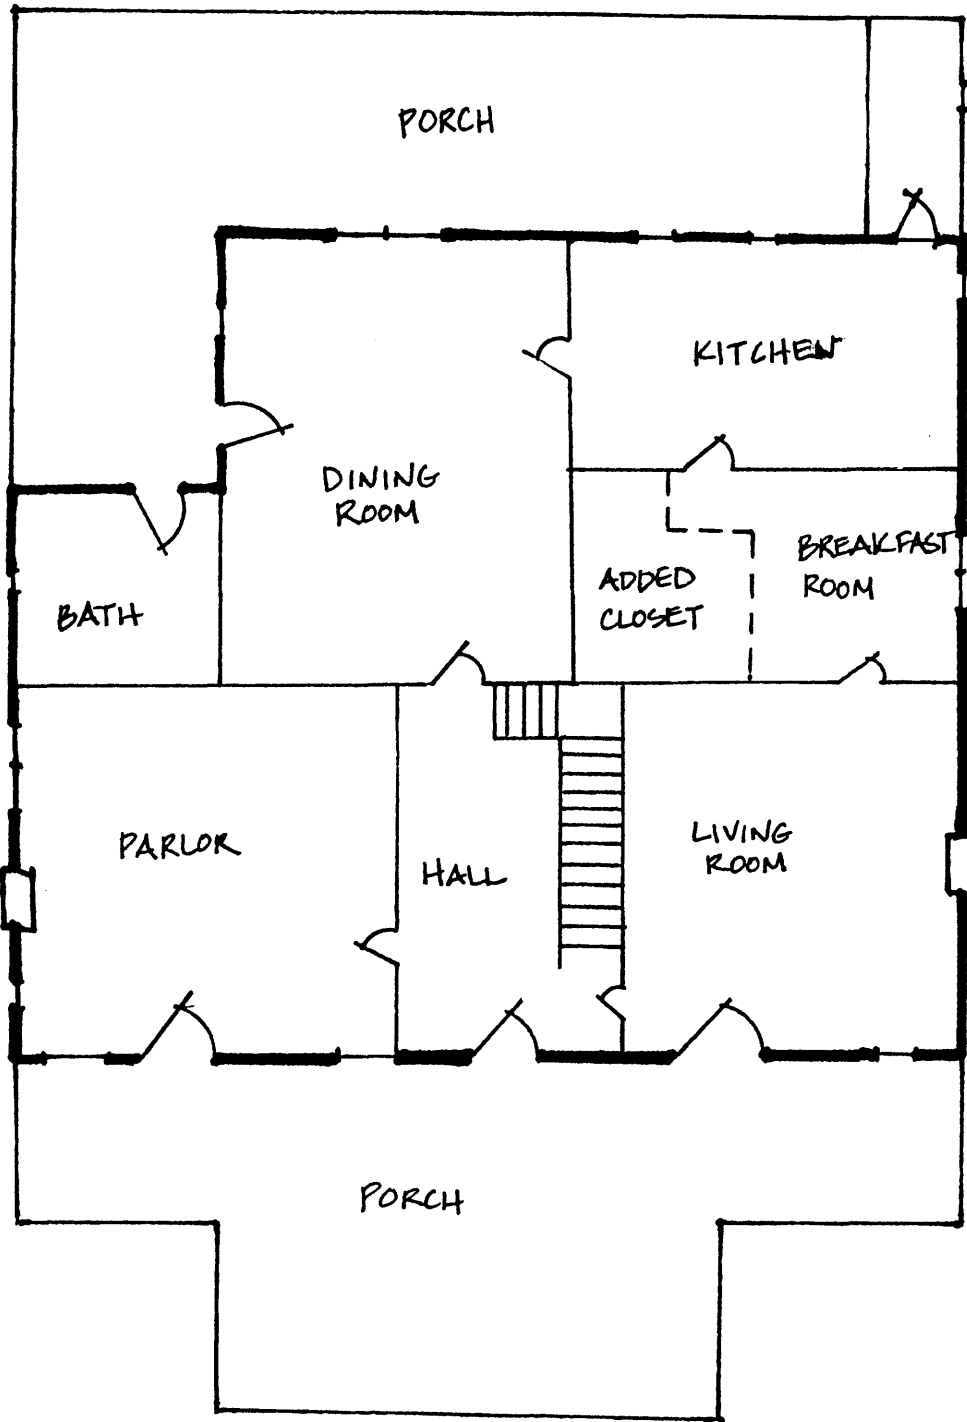 PORCH
KITCHEN
DINING
ROOM
BREAKFAST
ROOM
ADDED
CLOSET
BATH
PARLOR
HALL
LIVING
ROOM
PORCH